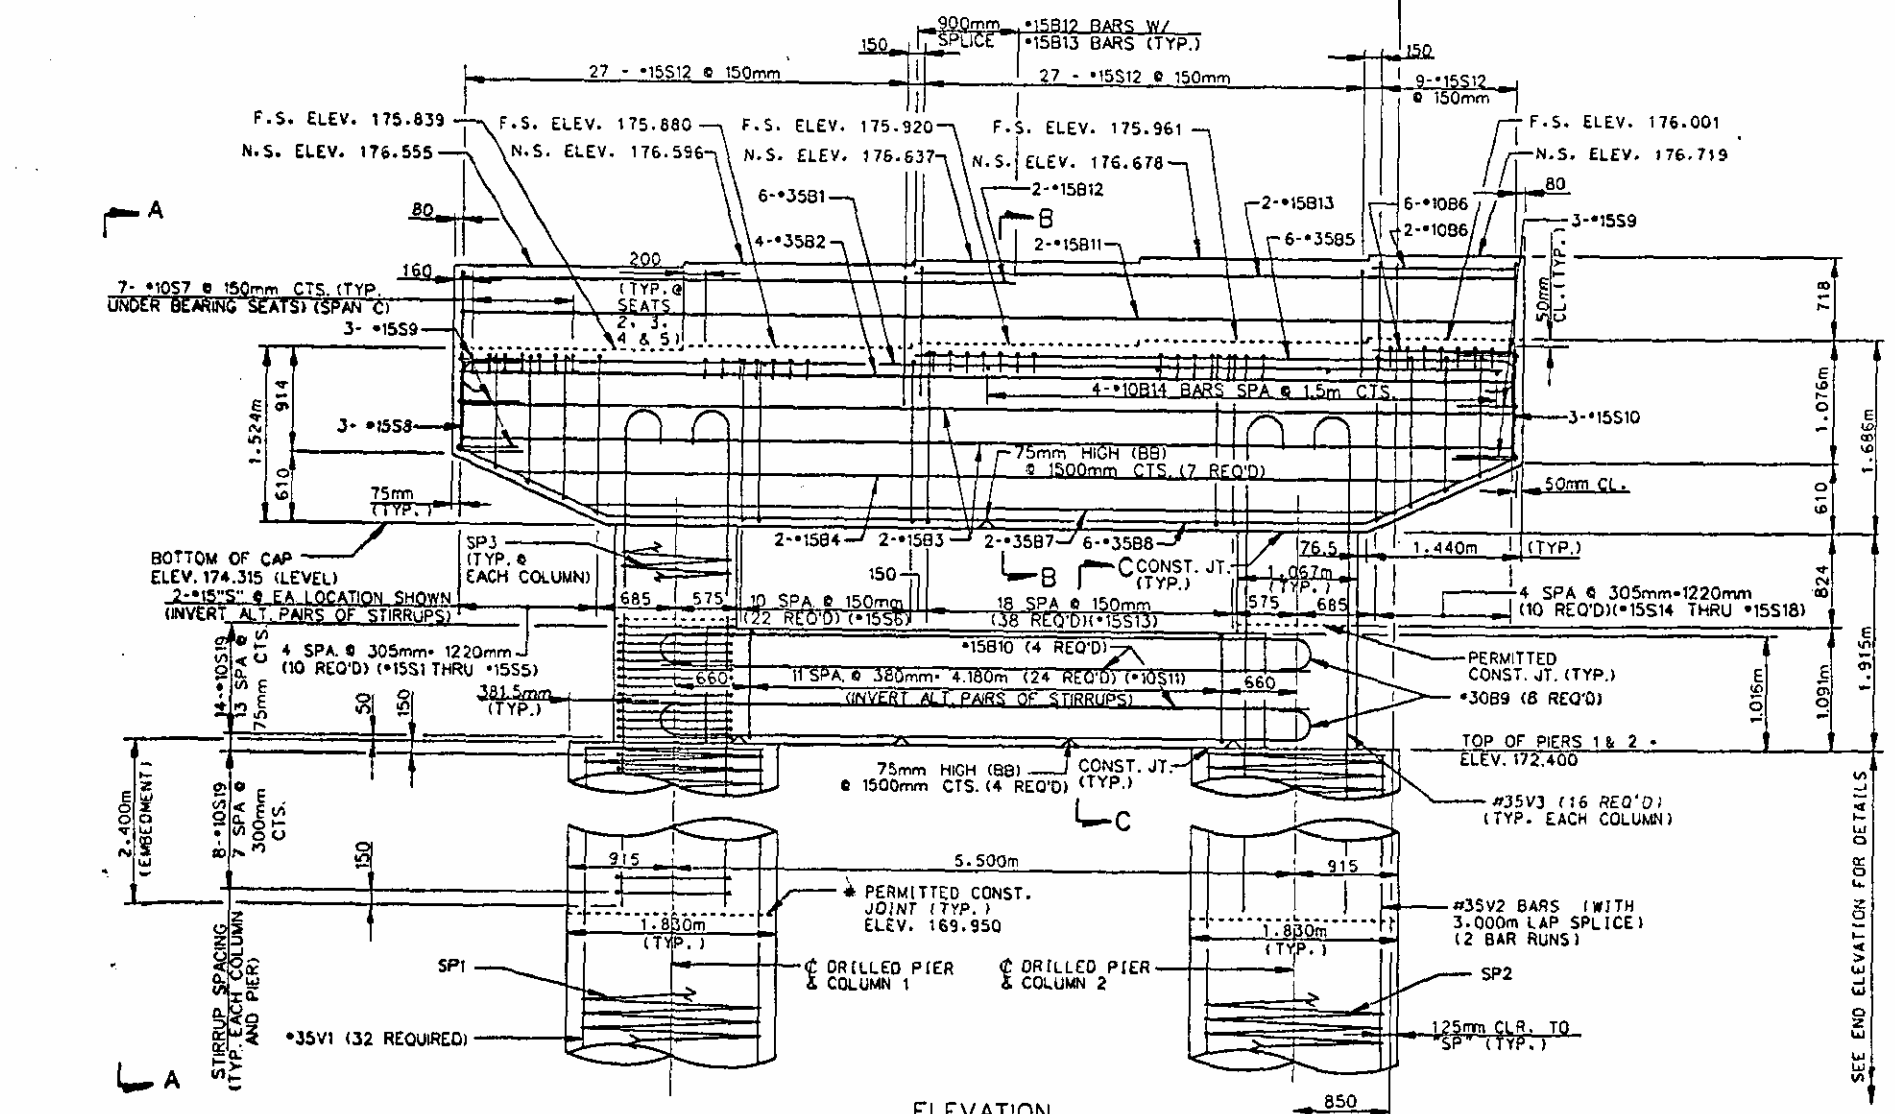 900mm
SPLICE
•15B12 BARS W/
•15B13 BARS (TYP.)
150
150
27 - •15S12 @ 150mm
27 - •15S12 @ 150mm
9-•15S12
@ 150mm
F.S. ELEV. 175.839
F.S. ELEV. 175.880
F.S. ELEV. 175.920
F.S. ELEV. 175.961
F.S. ELEV. 176.001
N.S. ELEV. 176.555
N.S. ELEV. 176.596
N.S. ELEV. 176.637
N.S. ELEV. 176.678
N.S. ELEV. 176.719
A
80
6-•35B1
2-•15B12
B
2-•15B13
6-•10B6
80
3-•15S9
4-•35B2
2-•15B11
6-•35B5
2-•10B6
160
200
(TYP.@
SEATS
2, 3,
4 & 5)
7- •10S7 @ 150mm CTS. (TYP.
UNDER BEARING SEATS) (SPAN C)
3- •15S9
50mm
CL.(TYP.)
718
1.524m
914
610
4-•10B14 BARS SPA @ 1.5m CTS.
3- •15S8
3-•15S10
1.076m
1.686m
610
75mm HIGH (BB)
@ 1500mm CTS. (7 REQ'D)
75mm
(TYP.)
50mm CL.
BOTTOM OF CAP
ELEV. 174.315 (LEVEL)
SP3
(TYP. @
EACH COLUMN)
2-•15B4
2-•15B3
2-•35B7
6-•35B8
B
C
CONST. JT.
(TYP.)
76.5
1.440m
(TYP.)
1.067m
(TYP.)
824
2-•15"S" @ EA. LOCATION SHOWN
(INVERT ALT. PAIRS OF STIRRUPS)
685
575
150
10 SPA. @ 150mm
(22 REQ'D) (•15S6)
18 SPA @ 150mm
(38 REQ'D)(•15S13)
575
685
4 SPA @ 305mm=1220mm
(10 REQ'D)(•15S14 THRU •15S18)
4 SPA. @ 305mm= 1220mm
(10 REQ'D) (•15S1 THRU •15S5)
•15B10 (4 REQ'D)
PERMITTED
CONST. JT. (TYP.)
660
11 SPA. @ 380mm= 4.180m (24 REQ'D) (•10S11)
(INVERT ALT. PAIRS OF STIRRUPS)
660
•30B9 (8 REQ'D)
381.5mm
(TYP.)
14-•10S19
13 SPA @
75mm CTS.
50
150
1.016m
1.091m
1.915m
TOP OF PIERS 1 & 2 =
ELEV. 172.400
75mm HIGH (BB)
@ 1500mm CTS. (4 REQ'D)
CONST. JT.
(TYP.)
C
2.400m
(EMBEDMENT)
8-•10S19
7 SPA @
300mm
CTS.
150
#35V3 (16 REQ'D)
(TYP. EACH COLUMN)
915
5.500m
915
* PERMITTED CONST.
JOINT (TYP.)
ELEV. 169.950
1.830m
(TYP.)
1.830m
(TYP.)
#35V2 BARS (WITH
3.000m LAP SPLICE)
(2 BAR RUNS)
SP1
℄ DRILLED PIER
& COLUMN 1
℄ DRILLED PIER
& COLUMN 2
SP2
STIRRUP SPACING
(TYP. EACH COLUMN
AND PIER)
•35V1 (32 REQUIRED)
125mm CLR. TO
"SP" (TYP.)
SEE END ELEVATION FOR DETAILS
A
ELEVATION
850